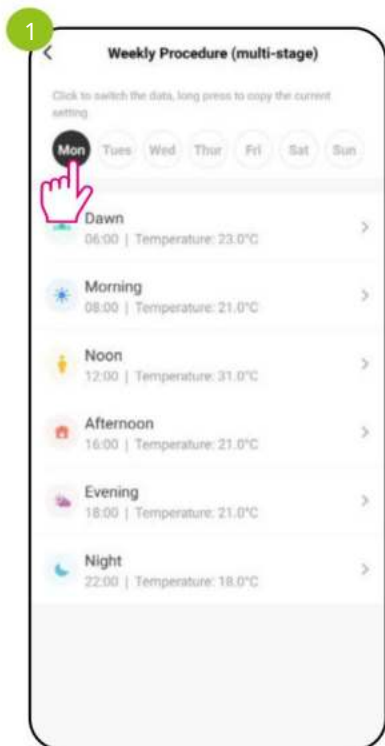 1
Weekly Procedure (multi-stage)
Click to switch the data, long press to copy the current
setting
Mon Tues Wed Thur Fri Sat Sun
Dawn
06:00 | Temperature: 23.0°C
Morning
08:00 | Temperature: 21.0°C
Noon
12:00 | Temperature: 31.0°C
Afternoon
16:00 | Temperature: 21.0°C
Evening
18:00 | Temperature: 21.0°C
Night
22:00 | Temperature: 18.0°C